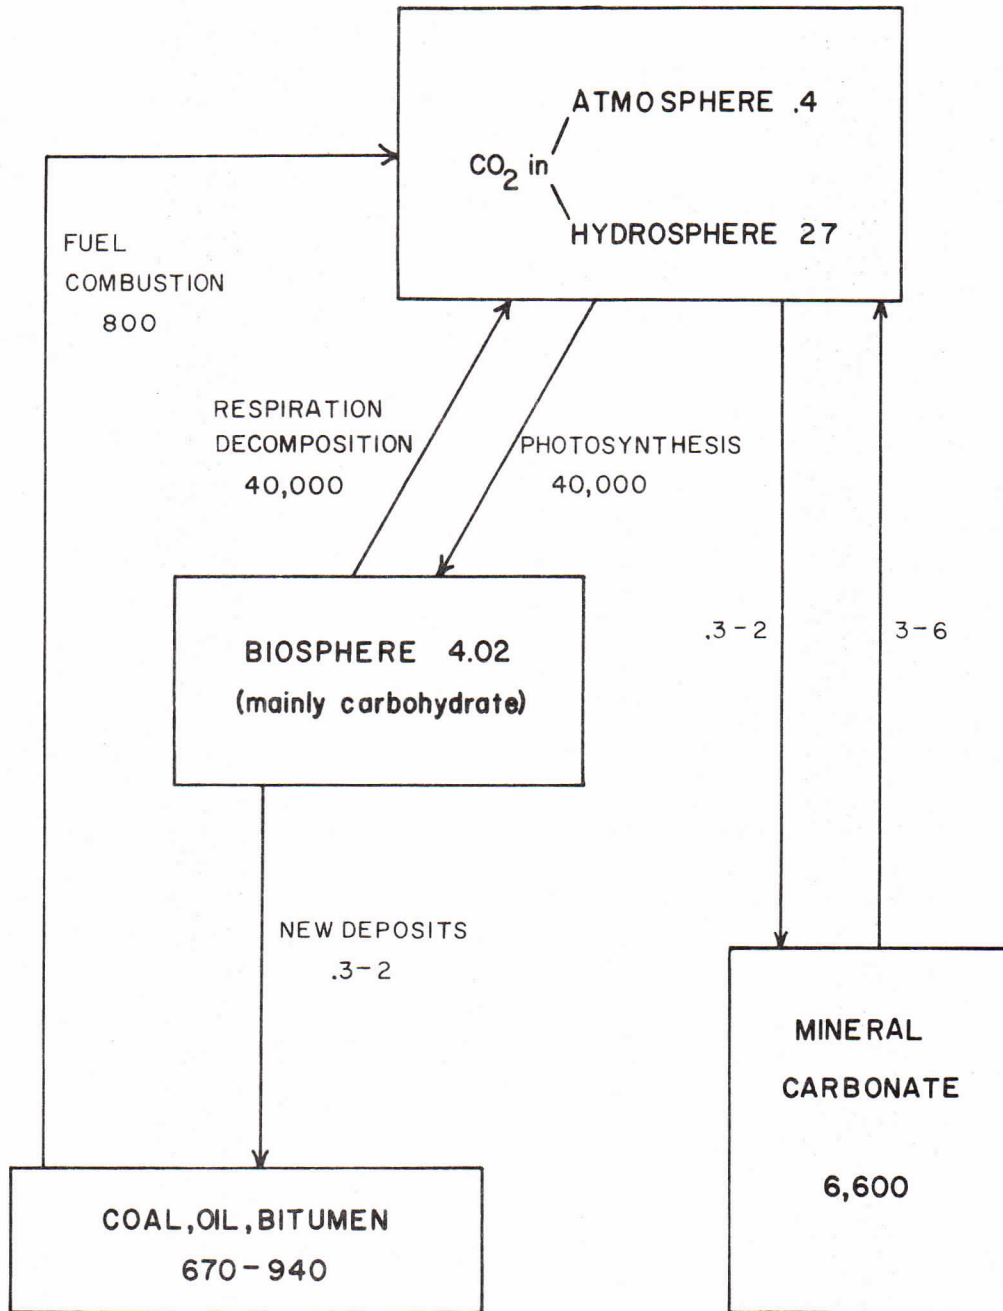 ATMOSPHERE .4
CO2 in
HYDROSPHERE 27
FUEL
COMBUSTION
800
RESPIRATION
DECOMPOSITION
40,000
PHOTOSYNTHESIS
40,000
BIOSPHERE 4.02
(mainly carbohydrate)
.3-2
3-6
NEW DEPOSITS
.3-2
MINERAL
CARBONATE
6,600
COAL, OIL, BITUMEN
670-940